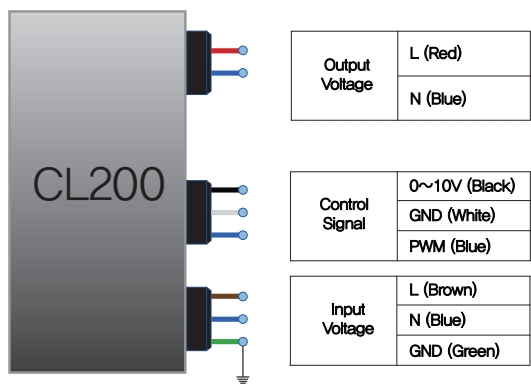 CL200
Output
Voltage
L (Red)
N (Blue)
Control
Signal
0~10V (Black)
GND (White)
PWM (Blue)
Input
Voltage
L (Brown)
N (Blue)
GND (Green)